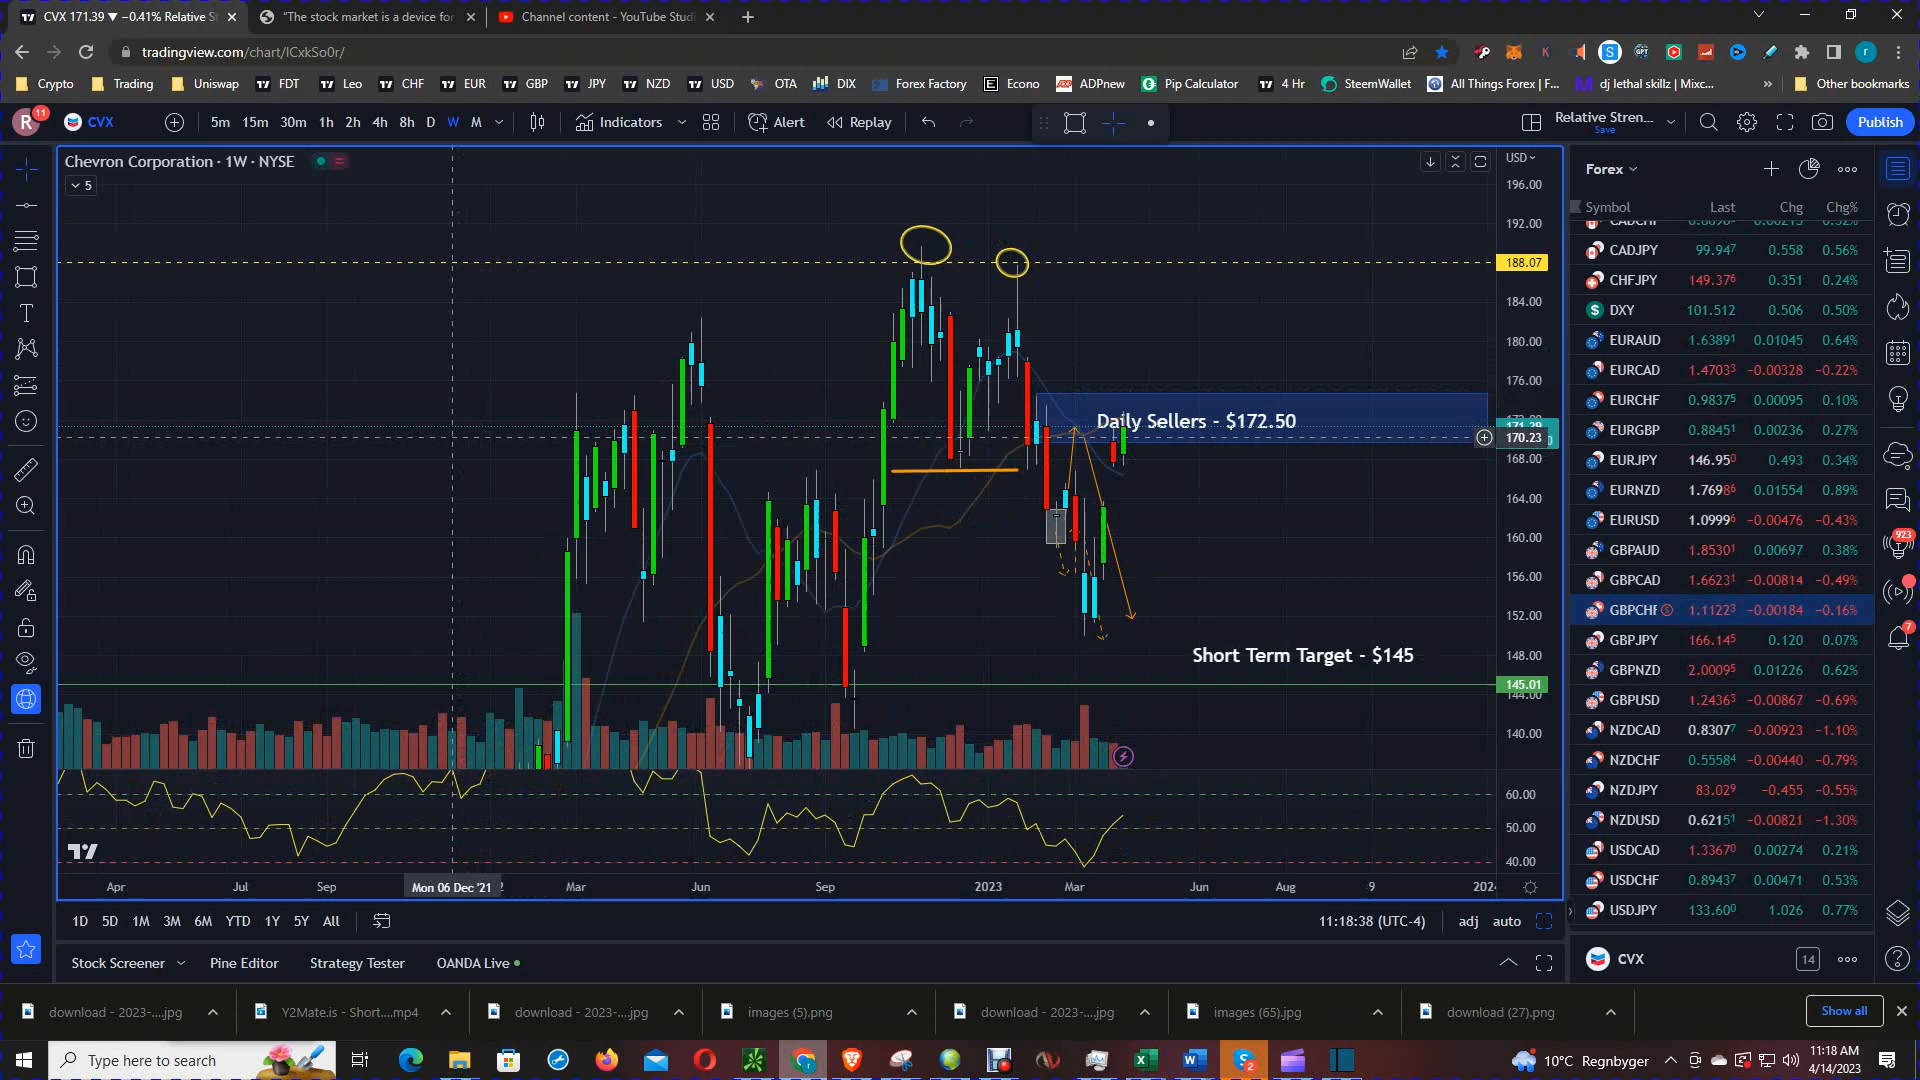 CVX 171.39 ▼ −0.41% Relative St
"The stock market is a device for
Channel content - YouTube Studi
tradingview.com/chart/lCxkSo0r/
Crypto Trading Uniswap FDT Leo CHF EUR GBP JPY NZD USD OTA DIX Forex Factory Econo ADPnew Pip Calculator 4 Hr SteemWallet All Things Forex | F... dj lethal skillz | Mixc... » Other bookmarks
R 11 CVX 5m 15m 30m 1h 2h 4h 8h D W M Indicators Alert Replay Relative Stren... Save Publish
Chevron Corporation · 1W · NYSE
5
USD
196.00
192.00
188.07
184.00
180.00
176.00
Daily Sellers - $172.50
170.23
168.00
164.00
160.00
156.00
152.00
Short Term Target - $145
148.00
145.01
144.00
140.00
60.00
50.00
40.00
Apr Jul Sep Mon 06 Dec '21 Mar Jun Sep 2023 Mar Jun Aug 9 2024
1D 5D 1M 3M 6M YTD 1Y 5Y All 11:18:38 (UTC-4) adj auto
Stock Screener Pine Editor Strategy Tester OANDA Live
Forex
Symbol Last Chg Chg%
CADJPY 99.947 0.558 0.56%
CHFJPY 149.376 0.351 0.24%
DXY 101.512 0.506 0.50%
EURAUD 1.63891 0.01045 0.64%
EURCAD 1.47033 −0.00328 −0.22%
EURCHF 0.98375 0.00095 0.10%
EURGBP 0.88451 0.00236 0.27%
EURJPY 146.950 0.493 0.34%
EURNZD 1.76986 0.01554 0.89%
EURUSD 1.09996 −0.00476 −0.43%
GBPAUD 1.85301 0.00697 0.38%
GBPCAD 1.66231 −0.00814 −0.49%
GBPCHF 1.11223 −0.00184 −0.16%
GBPJPY 166.145 0.120 0.07%
GBPNZD 2.00095 0.01226 0.62%
GBPUSD 1.24363 −0.00867 −0.69%
NZDCAD 0.83077 −0.00923 −1.10%
NZDCHF 0.55584 −0.00440 −0.79%
NZDJPY 83.029 −0.455 −0.55%
NZDUSD 0.62151 −0.00821 −1.30%
USDCAD 1.33670 0.00274 0.21%
USDCHF 0.89437 0.00471 0.53%
USDJPY 133.600 1.026 0.77%
CVX 14
923
7
download - 2023-....jpg Y2Mate.is - Short....mp4 download - 2023-....jpg images (5).png download - 2023-....jpg images (65).jpg download (27).png Show all
Type here to search
10°C Regnbyger
11:18 AM
4/14/2023